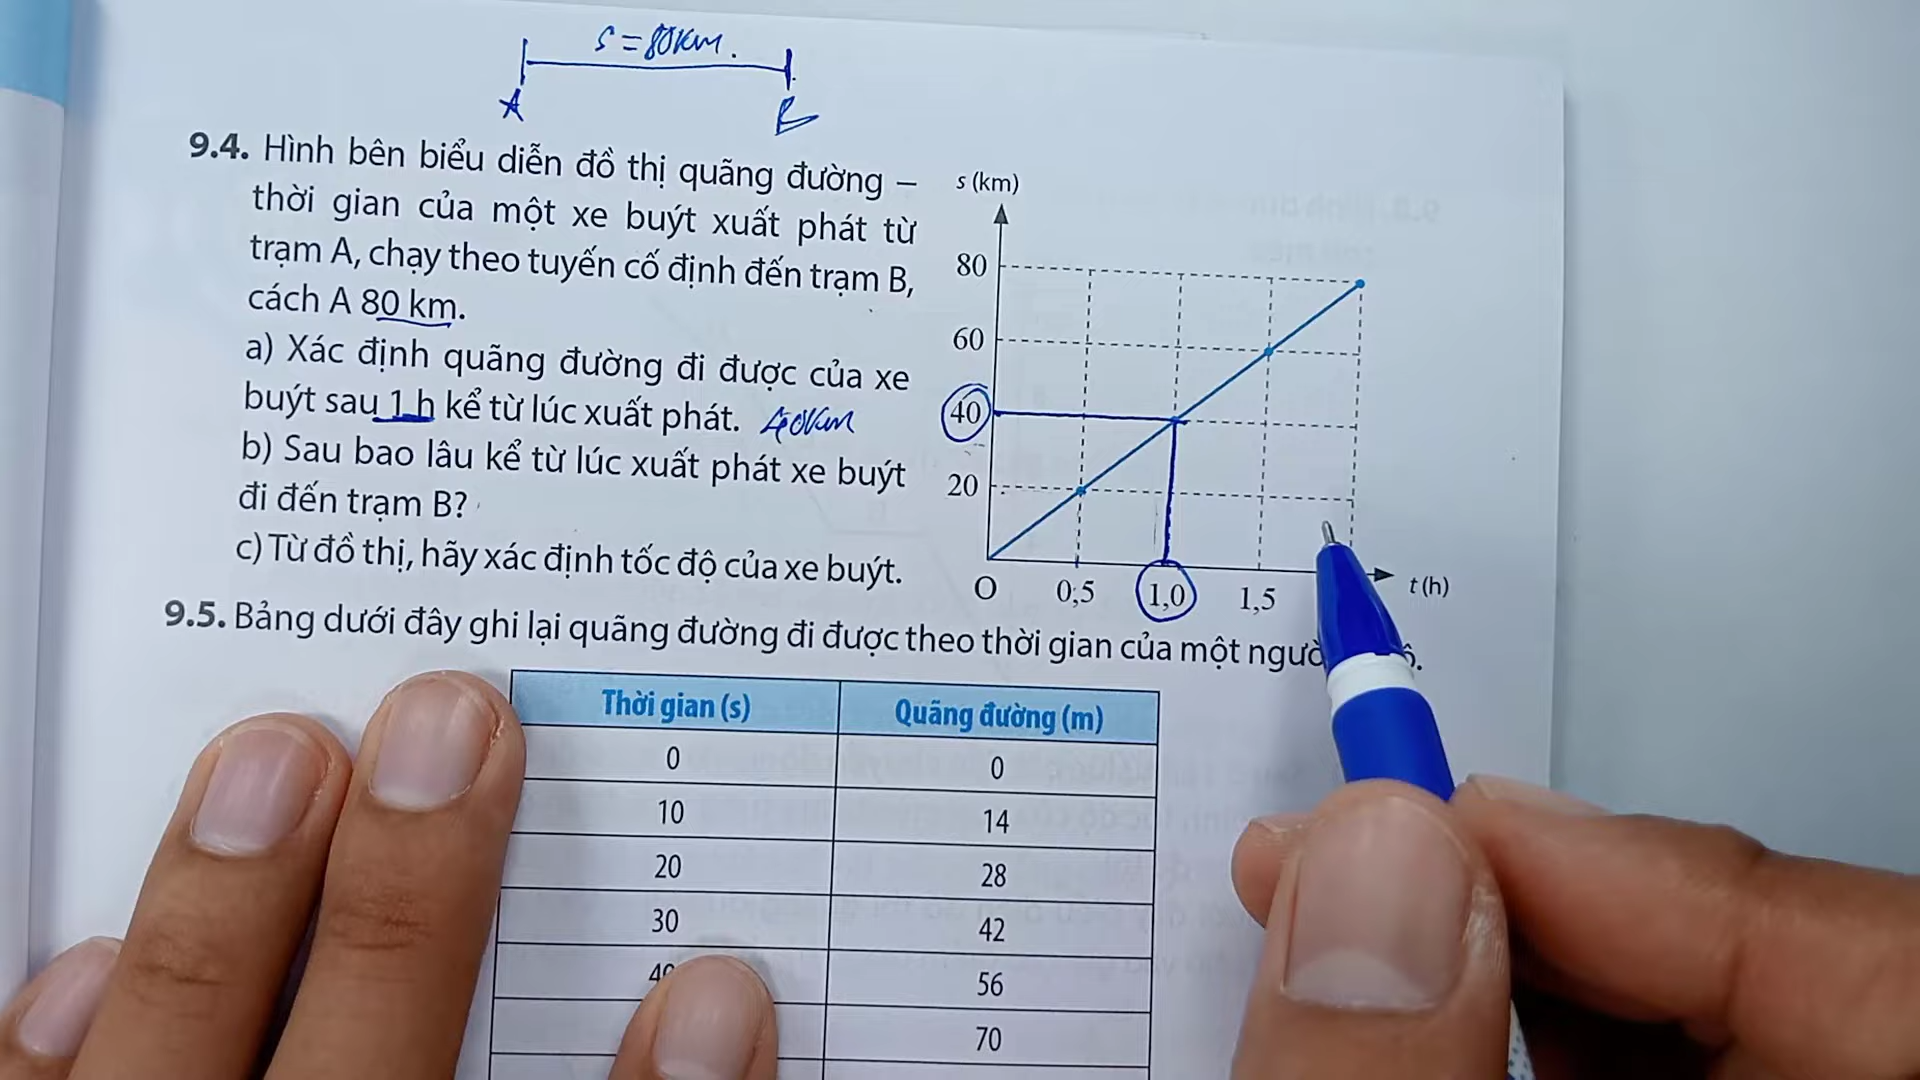 s = 80km.
A B
9.4. Hình bên biểu diễn đồ thị quãng đường –
thời gian của một xe buýt xuất phát từ
trạm A, chạy theo tuyến cố định đến trạm B,
cách A 80 km.
a) Xác định quãng đường đi được của xe
buýt sau 1 h kể từ lúc xuất phát. 40km
b) Sau bao lâu kể từ lúc xuất phát xe buýt
đi đến trạm B?
c) Từ đồ thị, hãy xác định tốc độ của xe buýt.
s (km)
80
60
40
20
O 0,5 1,0 1,5 t (h)
9.5. Bảng dưới đây ghi lại quãng đường đi được theo thời gian của một
Thời gian (s) Quãng đường (m)
0 0
10 14
20 28
30 42
40 56
70